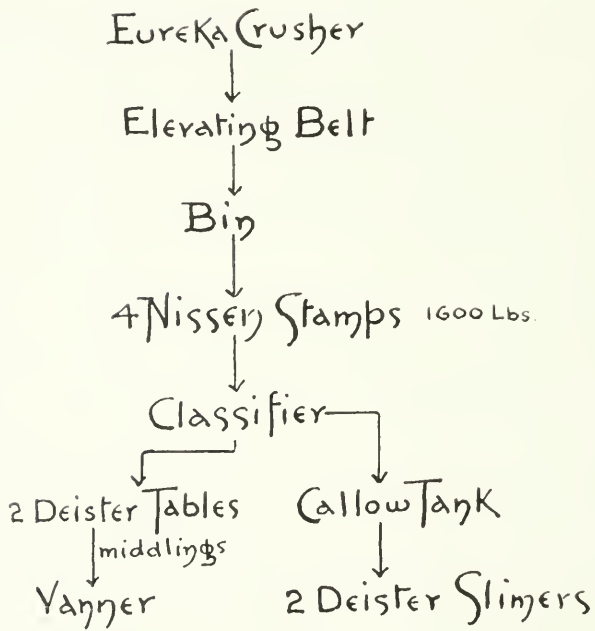 Eureka Crusher
Elevating Belt
Bin
4 Nissen Stamps 1600 Lbs.
Classifier
2 Deister Tables
Callow Tank
middlings
Vanner
2 Deister Slimers